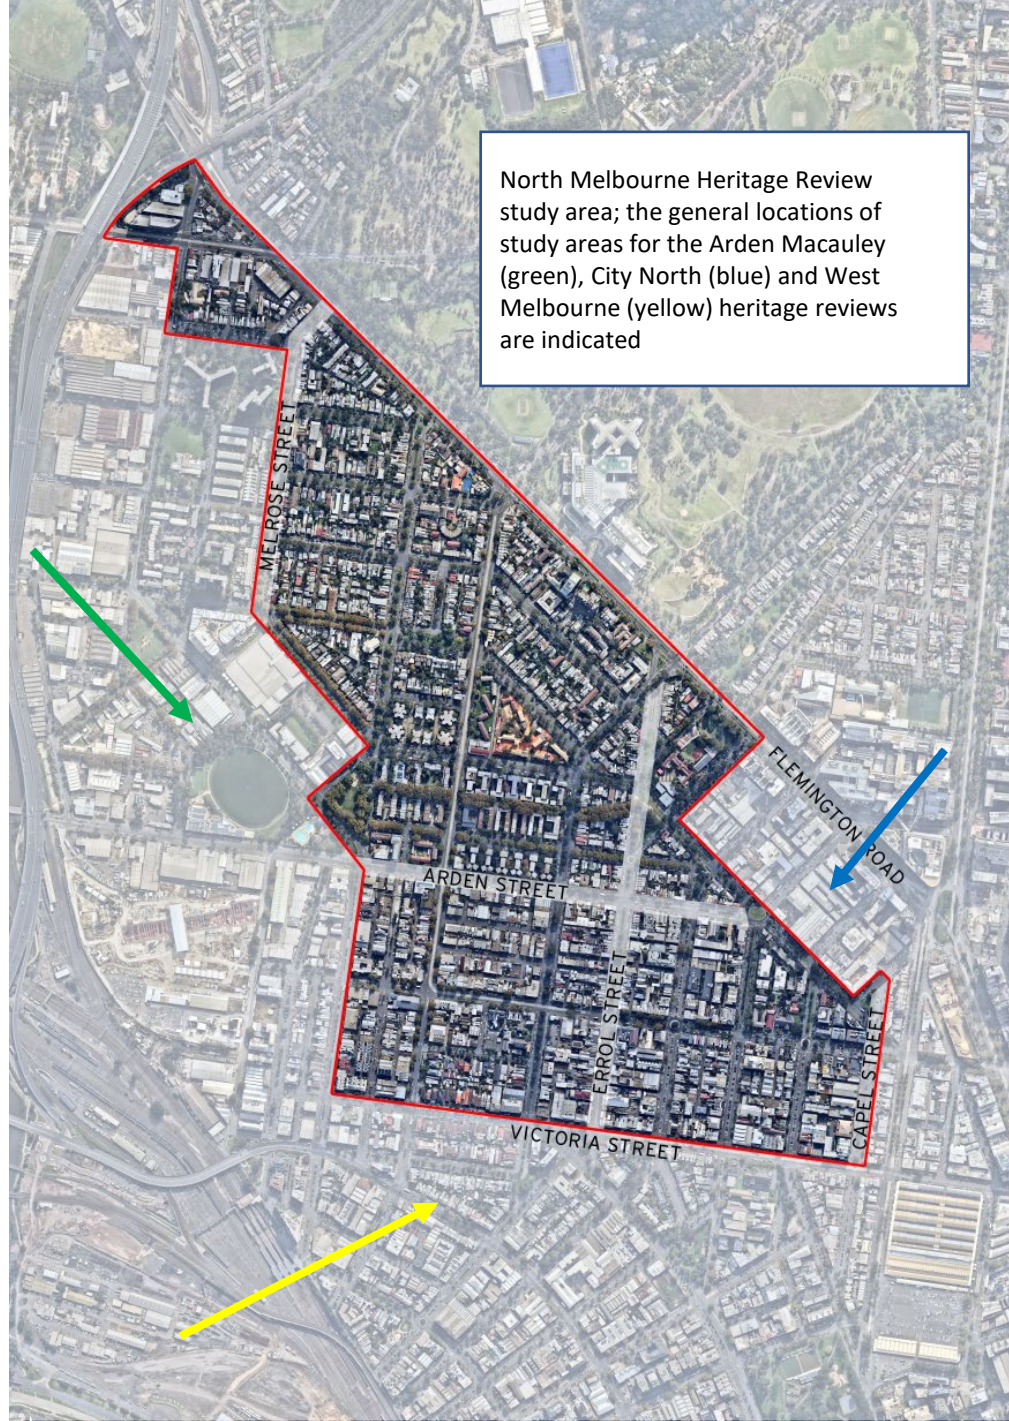 North Melbourne Heritage Review
study area; the general locations of
study areas for the Arden Macauley
(green), City North (blue) and West
Melbourne (yellow) heritage reviews
are indicated
MELROSE STREET
FLEMINGTON ROAD
ARDEN STREET
ERROL STREET
CAPEL STREET
VICTORIA STREET